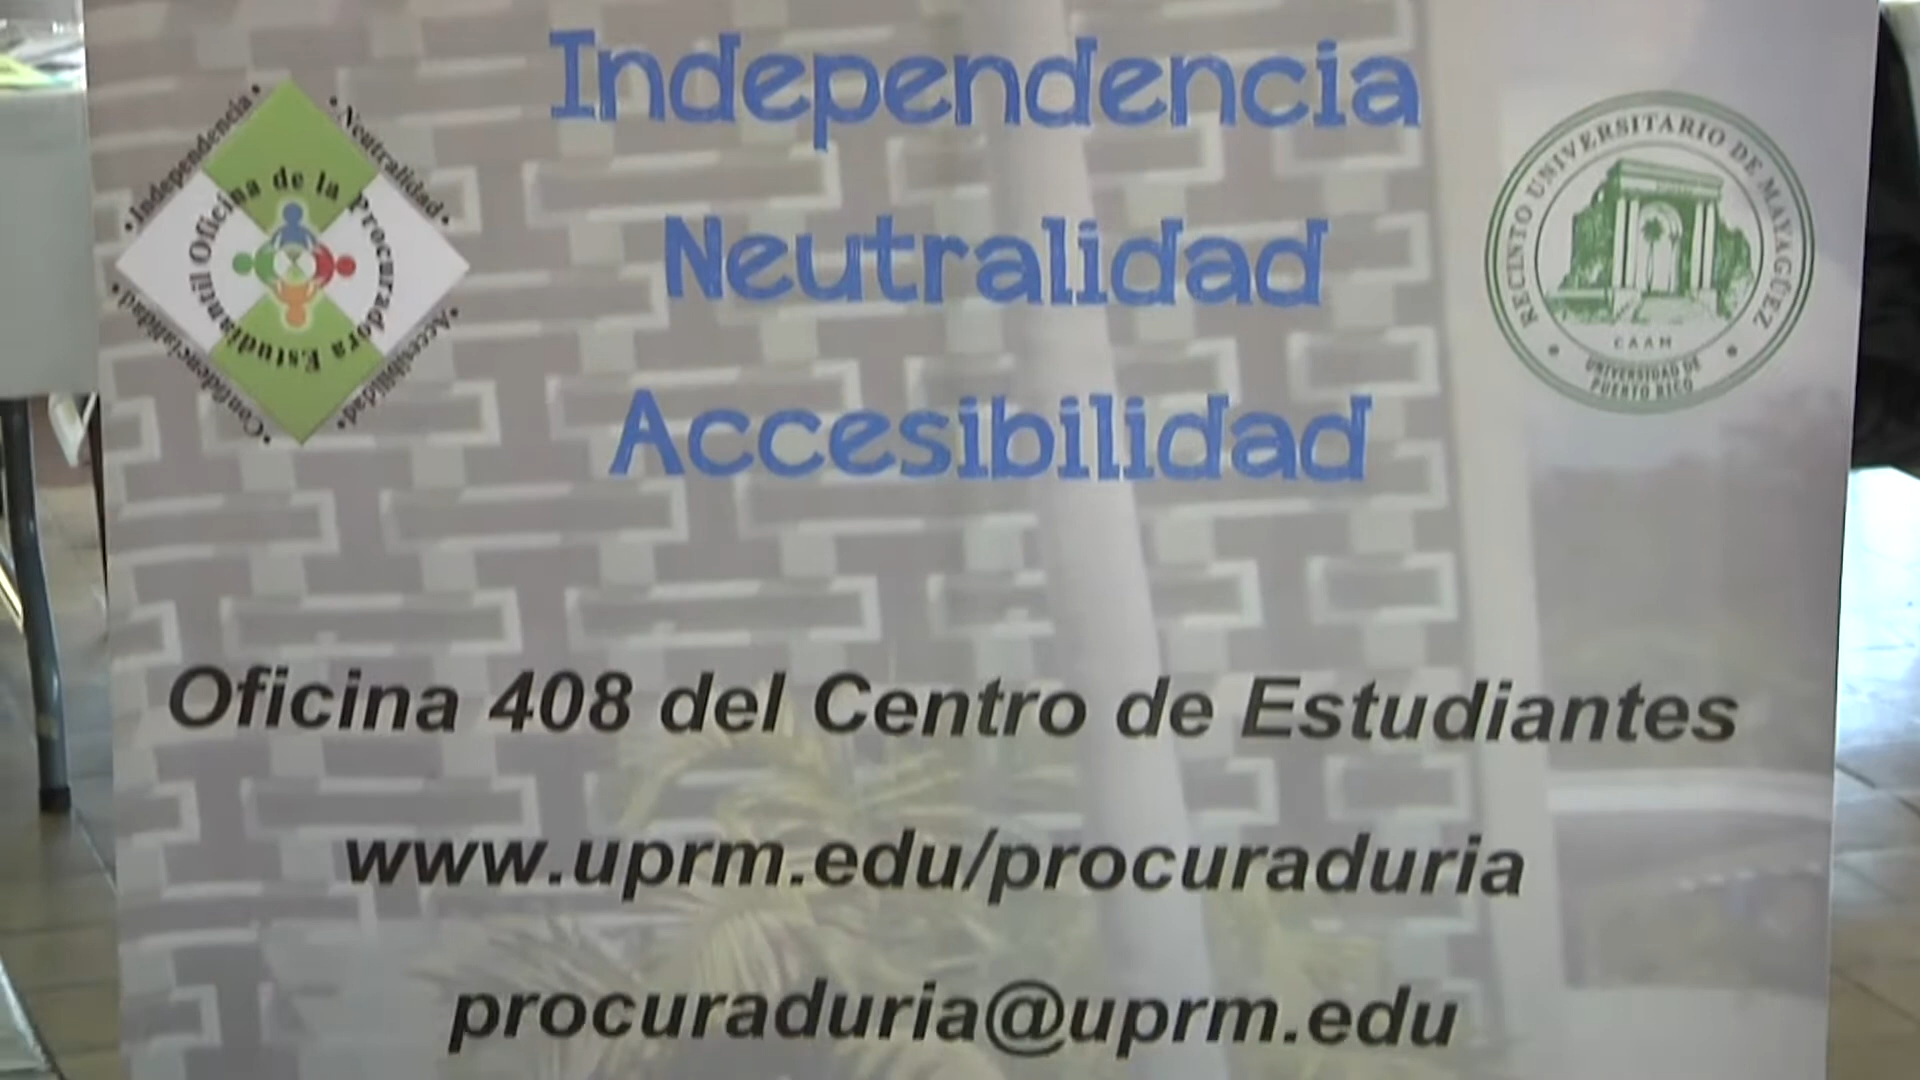 Independencia
Neutralidad
Accesibilidad
• Independencia •
• Neutralidad •
• Accesibilidad •
• Confidencialidad •
Oficina de la Procuradora Estudiantil
RECINTO UNIVERSITARIO DE MAYAGÜEZ
CAAM
UNIVERSIDAD DE
PUERTO RICO
Oficina 408 del Centro de Estudiantes
www.uprm.edu/procuraduria
procuraduria@uprm.edu